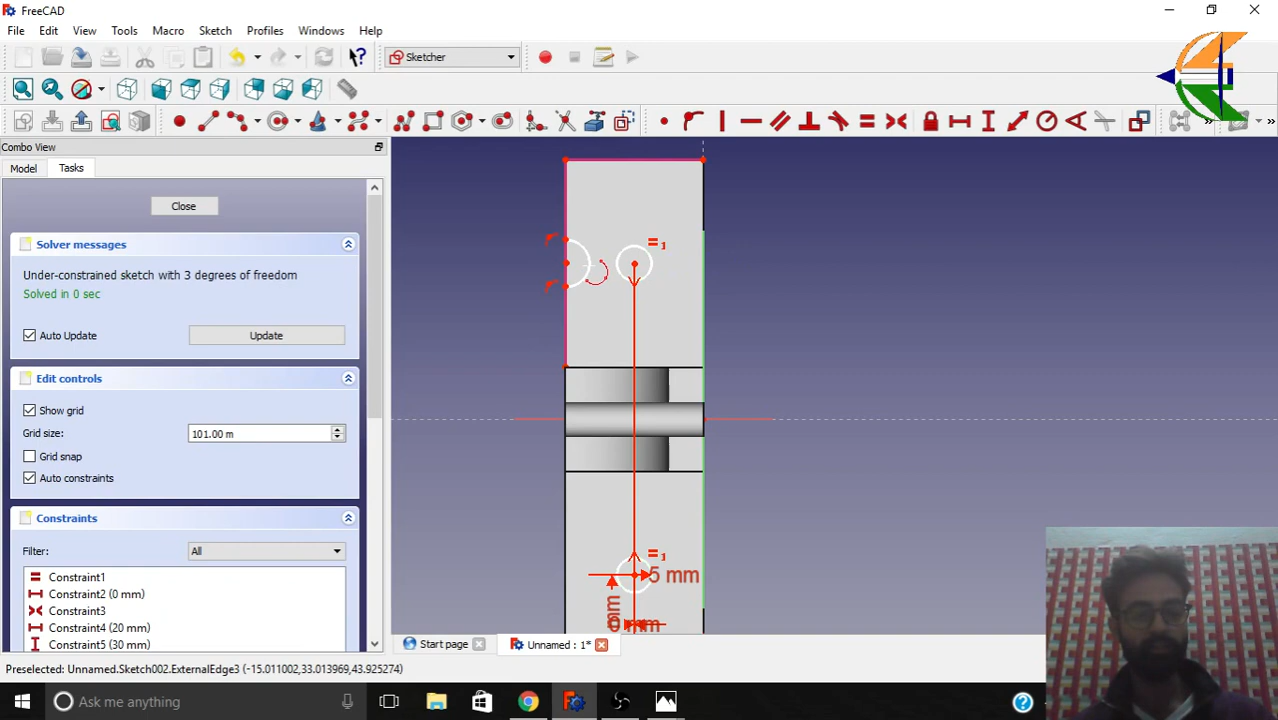 FreeCAD
File Edit View Tools Macro Sketch Profiles Windows Help
Sketcher
Combo View
Model Tasks
Close
Solver messages
Under-constrained sketch with 3 degrees of freedom
Solved in 0 sec
Auto Update Update
Edit controls
Show grid
Grid size: 101.00 m
Grid snap
Auto constraints
Constraints
Filter: All
Constraint1
Constraint2 (0 mm)
Constraint3
Constraint4 (20 mm)
Constraint5 (30 mm)
= 1
= 1
5 mm
Start page Unnamed : 1*
Preselected: Unnamed.Sketch002.ExternalEdge3 (-15.011002,33.013969,43.925274)
Ask me anything